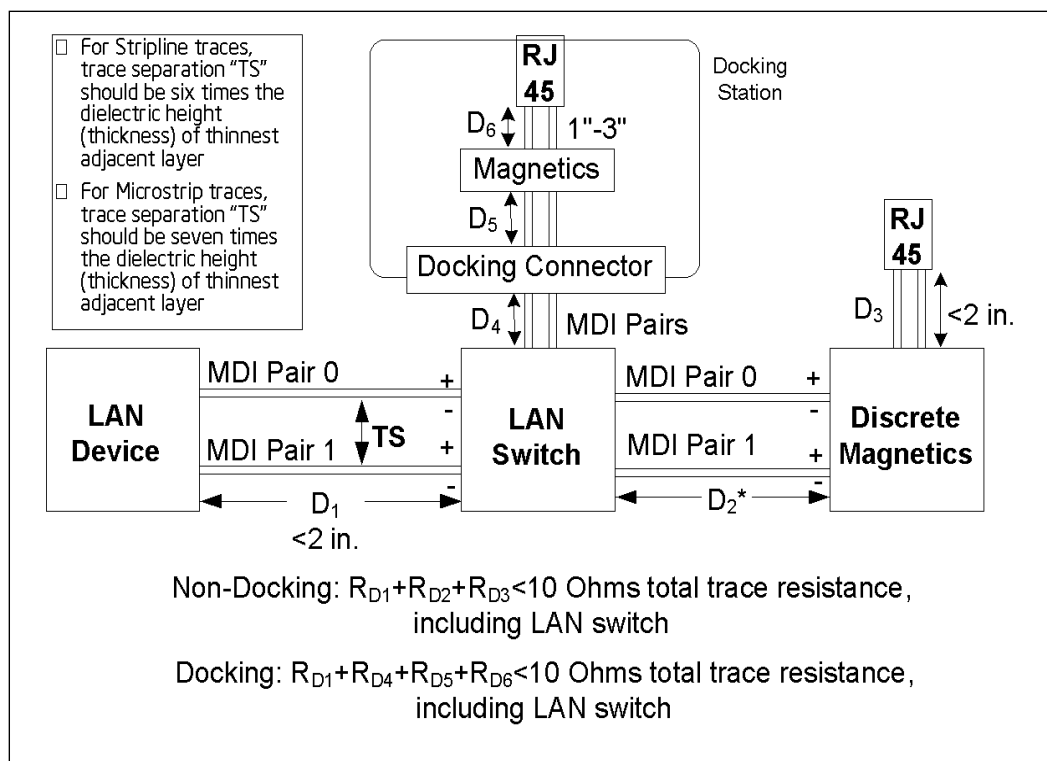 □ For Stripline traces,
trace separation “TS”
should be six times the
dielectric height
(thickness) of thinnest
adjacent layer
□ For Microstrip traces,
trace separation “TS”
should be seven times
the dielectric height
(thickness) of thinnest
adjacent layer
RJ
45
Docking
Station
D6
1"-3"
Magnetics
D5
Docking Connector
D4
MDI Pairs
RJ
45
D3
<2 in.
LAN
Device
MDI Pair 0
+
-
TS
MDI Pair 1
+
-
D1
<2 in.
LAN
Switch
MDI Pair 0
+
-
MDI Pair 1
+
-
D2*
Discrete
Magnetics
Non-Docking: RD1+RD2+RD3<10 Ohms total trace resistance,
including LAN switch
Docking: RD1+RD4+RD5+RD6<10 Ohms total trace resistance,
including LAN switch